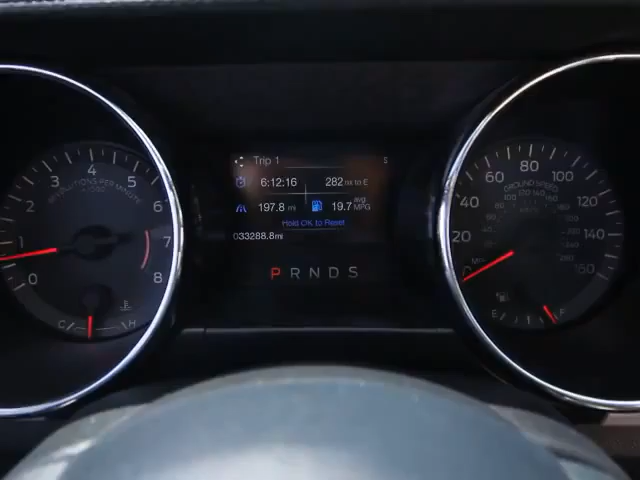 Trip 1
S
6:12:16
282 mi to E
197.8 mi
19.7 avg MPG
Hold OK to Reset
033288.8 mi
P R N D S
0 1 2 3 4 5 6 7 8
REVOLUTIONS PER MINUTE
x1000
C H
20 40 60 80 100 120 140 160
GROUND SPEED
E F